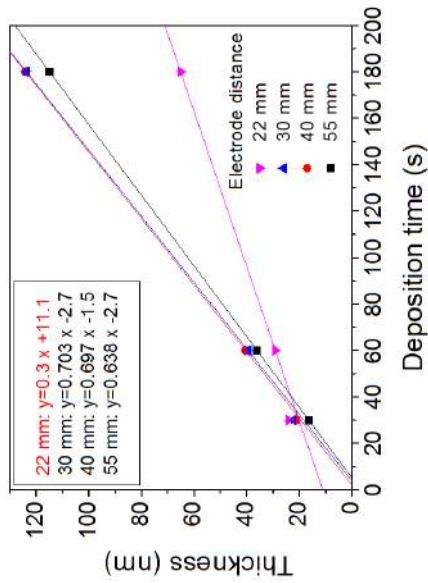 22 mm: y=0.3 x +11.1
30 mm: y=0.703 x -2.7
40 mm: y=0.697 x -1.5
55 mm: y=0.638 x -2.7
Electrode distance
22 mm
30 mm
40 mm
55 mm
Thickness (nm)
120
100
80
60
40
20
0
0 20 40 60 80 100 120 140 160 180 200
Deposition time (s)